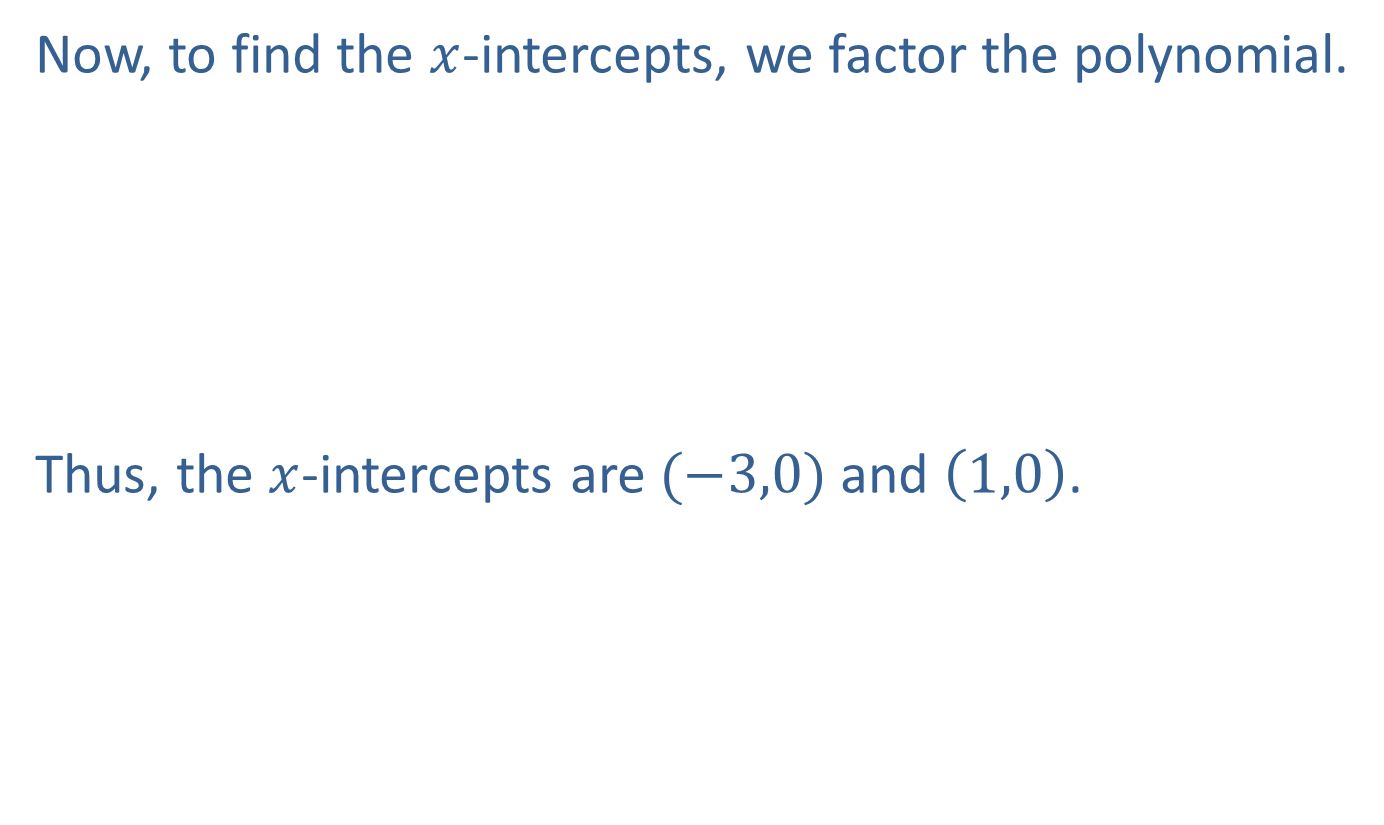 Now, to find the x-intercepts, we factor the polynomial.
Thus, the x-intercepts are (−3,0) and (1,0).